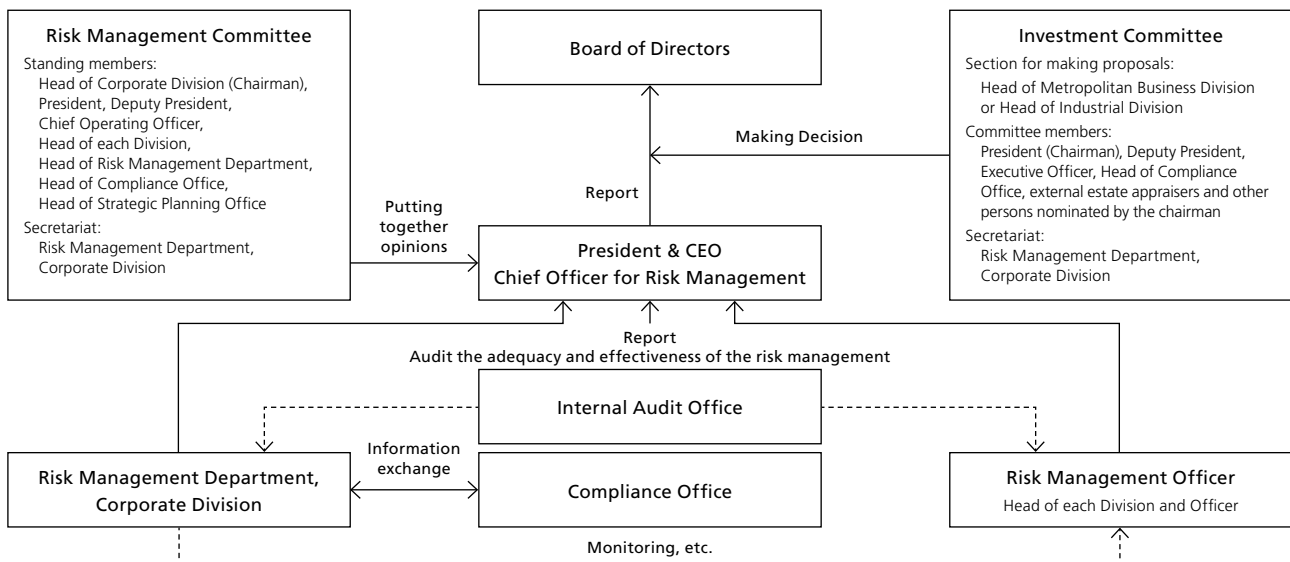 Risk Management Committee
Standing members:
Head of Corporate Division (Chairman),
President, Deputy President,
Chief Operating Officer,
Head of each Division,
Head of Risk Management Department,
Head of Compliance Office,
Head of Strategic Planning Office
Secretariat:
Risk Management Department,
Corporate Division
Board of Directors
Investment Committee
Section for making proposals:
Head of Metropolitan Business Division
or Head of Industrial Division
Committee members:
President (Chairman), Deputy President,
Executive Officer, Head of Compliance
Office, external estate appraisers and other
persons nominated by the chairman
Secretariat:
Risk Management Department,
Corporate Division
Making Decision
Report
Putting
together
opinions
President & CEO
Chief Officer for Risk Management
Report
Audit the adequacy and effectiveness of the risk management
Internal Audit Office
Information
exchange
Risk Management Department,
Corporate Division
Compliance Office
Risk Management Officer
Head of each Division and Officer
Monitoring, etc.